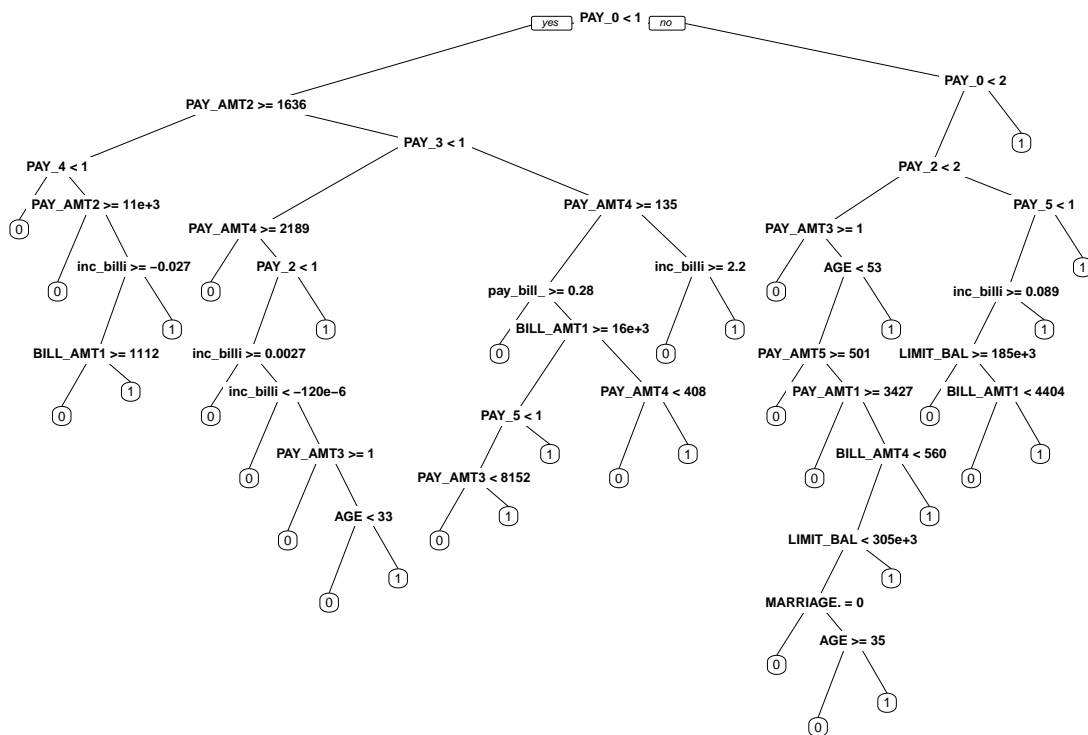 yes PAY_0 < 1 no
PAY_0 < 2
PAY_AMT2 >= 1636
1
PAY_3 < 1
PAY_4 < 1
PAY_2 < 2
0
PAY_AMT2 >= 11e+3
PAY_AMT4 >= 135
PAY_5 < 1
PAY_AMT4 >= 2189
PAY_AMT3 >= 1
1
0
inc_billi >= −0.027
0
PAY_2 < 1
inc_billi >= 2.2
0
AGE < 53
pay_bill_ >= 0.28
inc_billi >= 0.089
1
1
BILL_AMT1 >= 16e+3
0
1
1
1
BILL_AMT1 >= 1112
inc_billi >= 0.0027
0
PAY_AMT5 >= 501
LIMIT_BAL >= 185e+3
1
0
0
inc_billi < −120e−6
PAY_AMT4 < 408
0
PAY_AMT1 >= 3427
0
BILL_AMT1 < 4404
PAY_5 < 1
0
PAY_AMT3 >= 1
1
0
1
0
BILL_AMT4 < 560
0
1
PAY_AMT3 < 8152
0
AGE < 33
0
1
1
LIMIT_BAL < 305e+3
0
1
1
MARRIAGE. = 0
0
AGE >= 35
1
0